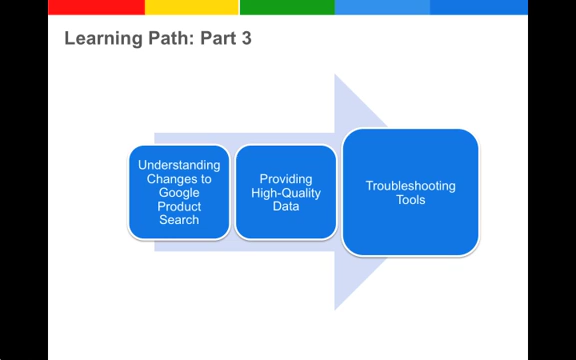 Learning Path: Part 3
Understanding
Changes to
Google
Product
Search
Providing
High-Quality
Data
Troubleshooting
Tools